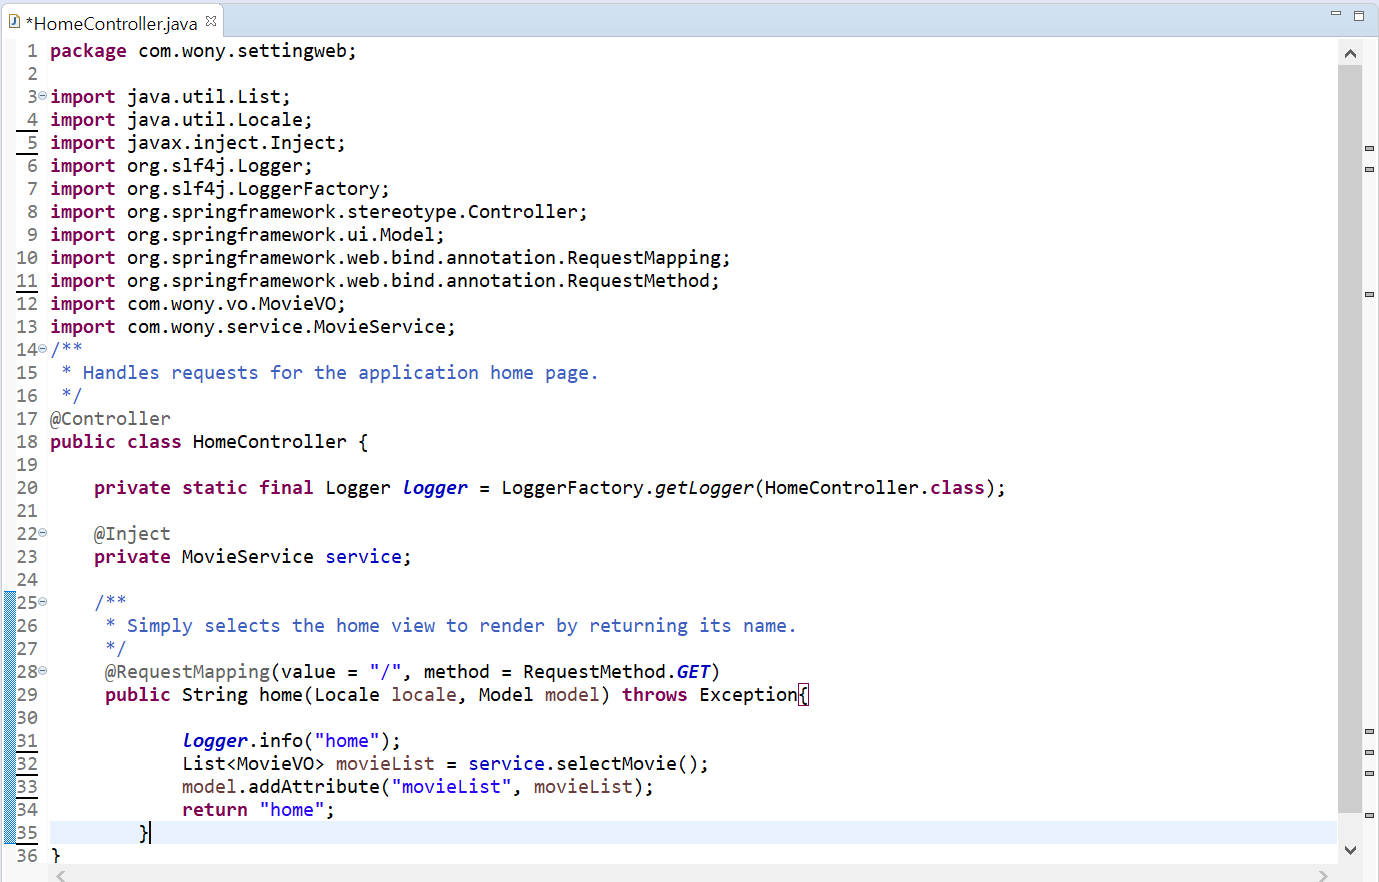 *HomeController.java
1 package com.wony.settingweb;
2
3 import java.util.List;
4 import java.util.Locale;
5 import javax.inject.Inject;
6 import org.slf4j.Logger;
7 import org.slf4j.LoggerFactory;
8 import org.springframework.stereotype.Controller;
9 import org.springframework.ui.Model;
10 import org.springframework.web.bind.annotation.RequestMapping;
11 import org.springframework.web.bind.annotation.RequestMethod;
12 import com.wony.vo.MovieVO;
13 import com.wony.service.MovieService;
14 /**
15  * Handles requests for the application home page.
16  */
17 @Controller
18 public class HomeController {
19
20     private static final Logger logger = LoggerFactory.getLogger(HomeController.class);
21
22     @Inject
23     private MovieService service;
24
25     /**
26      * Simply selects the home view to render by returning its name.
27      */
28      @RequestMapping(value = "/", method = RequestMethod.GET)
29      public String home(Locale locale, Model model) throws Exception{
30
31             logger.info("home");
32             List<MovieVO> movieList = service.selectMovie();
33             model.addAttribute("movieList", movieList);
34             return "home";
35         }
36 }